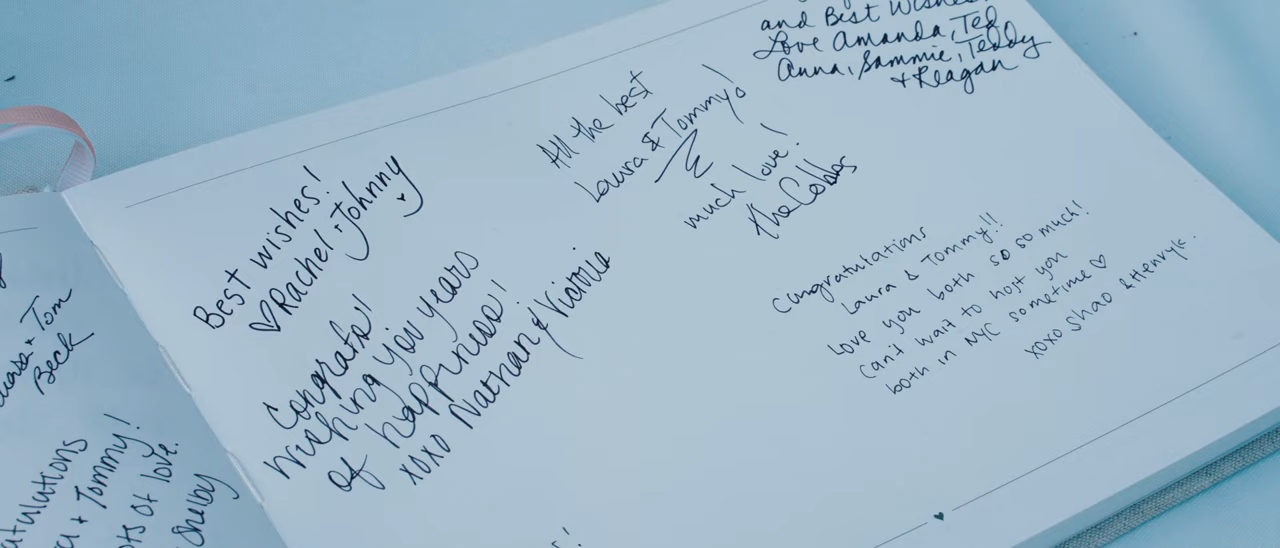 and Best Wishes
Love Amanda, Ted
Anna, Sammie, Teddy
+ Reagan
All the best
Laura & Tommy!
much love!
The Cobbs
Best wishes!
♡Rachel + Johnny
Congrats!
Wishing you years
of happiness!
xoxo Nathan & Victoria
Congratulations
Laura & Tommy!!
Love you both so so much!
Can't wait to host you
both in NYC sometime ♡
xoxo Shao & Henryk.
+ Tom
Beck
+ Tommy!
of love.
Shelby